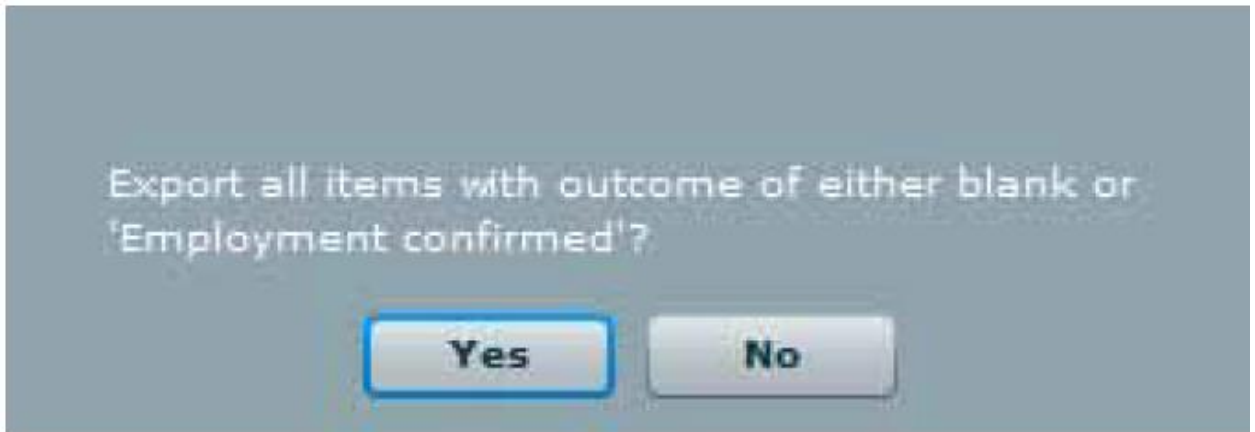 Export all items with outcome of either blank or
'Employment confirmed'?
Yes No